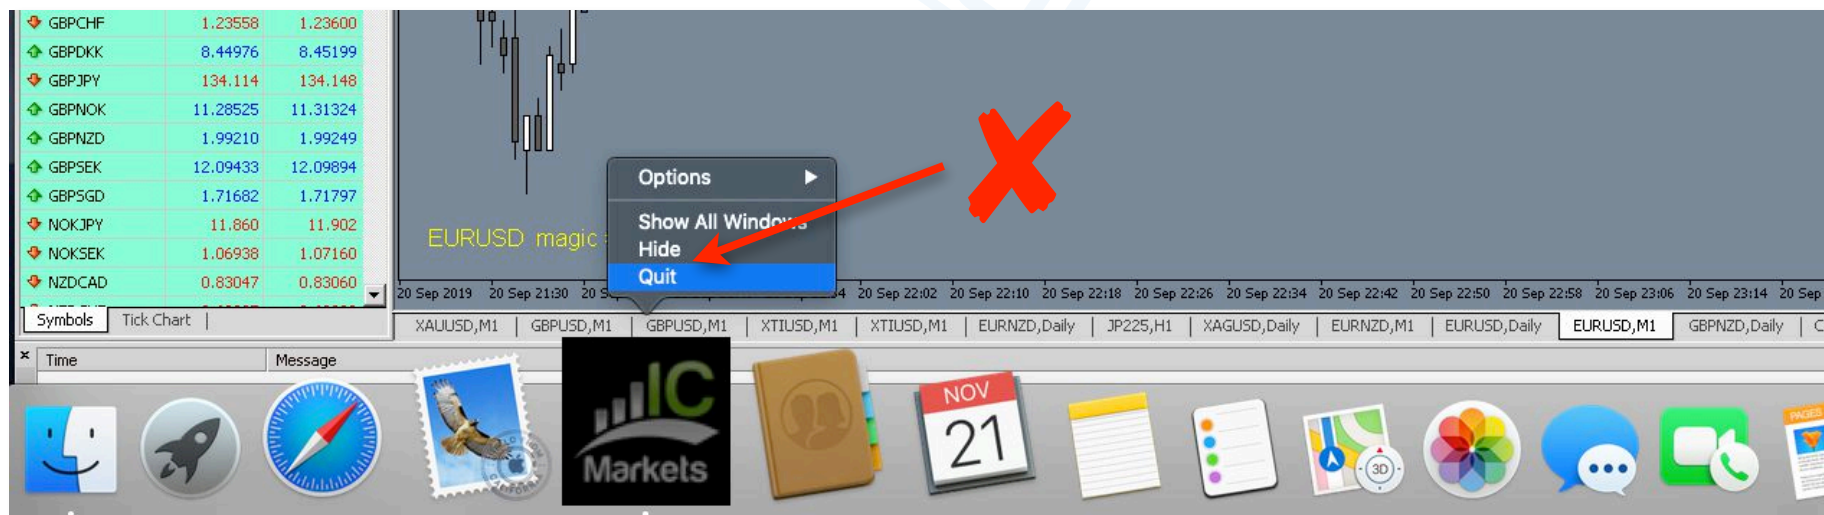 GBPCHF 1.23558 1.23600
GBPDKK 8.44976 8.45199
GBPJPY 134.114 134.148
GBPNOK 11.28525 11.31324
GBPNZD 1.99210 1.99249
GBPSEK 12.09433 12.09894
GBPSGD 1.71682 1.71797
NOKJPY 11.860 11.902
NOKSEK 1.06938 1.07160
NZDCAD 0.83047 0.83060
Symbols Tick Chart
EURUSD magic
Options
Show All Windows
Hide
Quit
20 Sep 2019 20 Sep 21:30 20 Sep 22:02 20 Sep 22:10 20 Sep 22:18 20 Sep 22:26 20 Sep 22:34 20 Sep 22:42 20 Sep 22:50 20 Sep 22:58 20 Sep 23:06 20 Sep 23:14 20 Sep
XAUUSD,M1 GBPUSD,M1 GBPUSD,M1 XTIUSD,M1 XTIUSD,M1 EURNZD,Daily JP225,H1 XAGUSD,Daily EURNZD,M1 EURUSD,Daily EURUSD,M1 GBPNZD,Daily
Time Message
IC
Markets
NOV
21
3D
PAGES